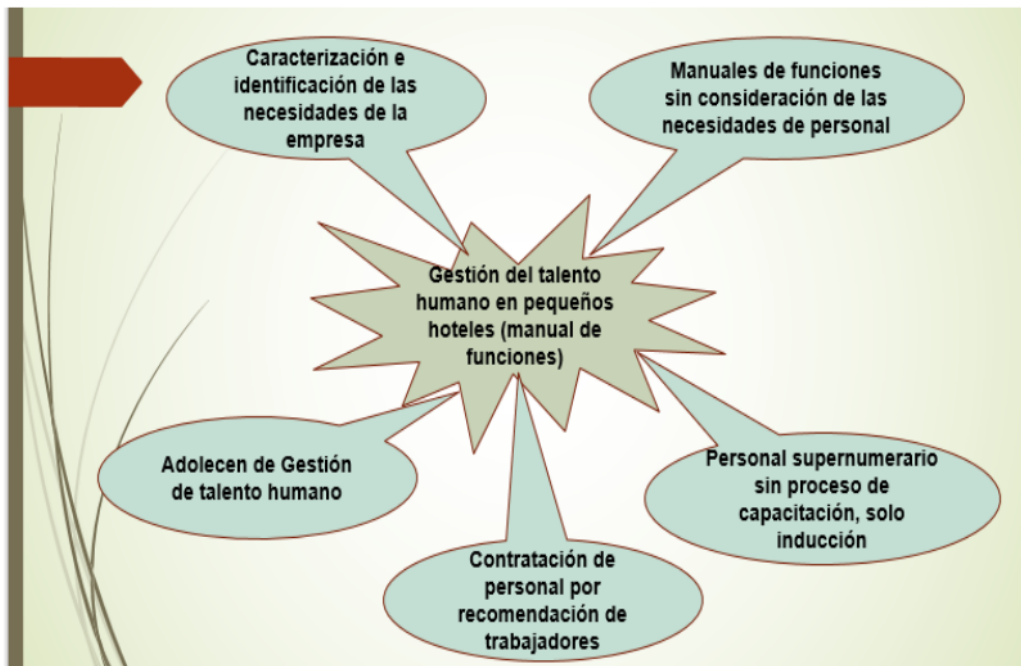 Caracterización e
identificación de las
necesidades de la
empresa
Manuales de funciones
sin consideración de las
necesidades de personal
Gestión del talento
humano en pequeños
hoteles (manual de
funciones)
Adolecen de Gestión
de talento humano
Personal supernumerario
sin proceso de
capacitación, solo
inducción
Contratación de
personal por
recomendación de
trabajadores